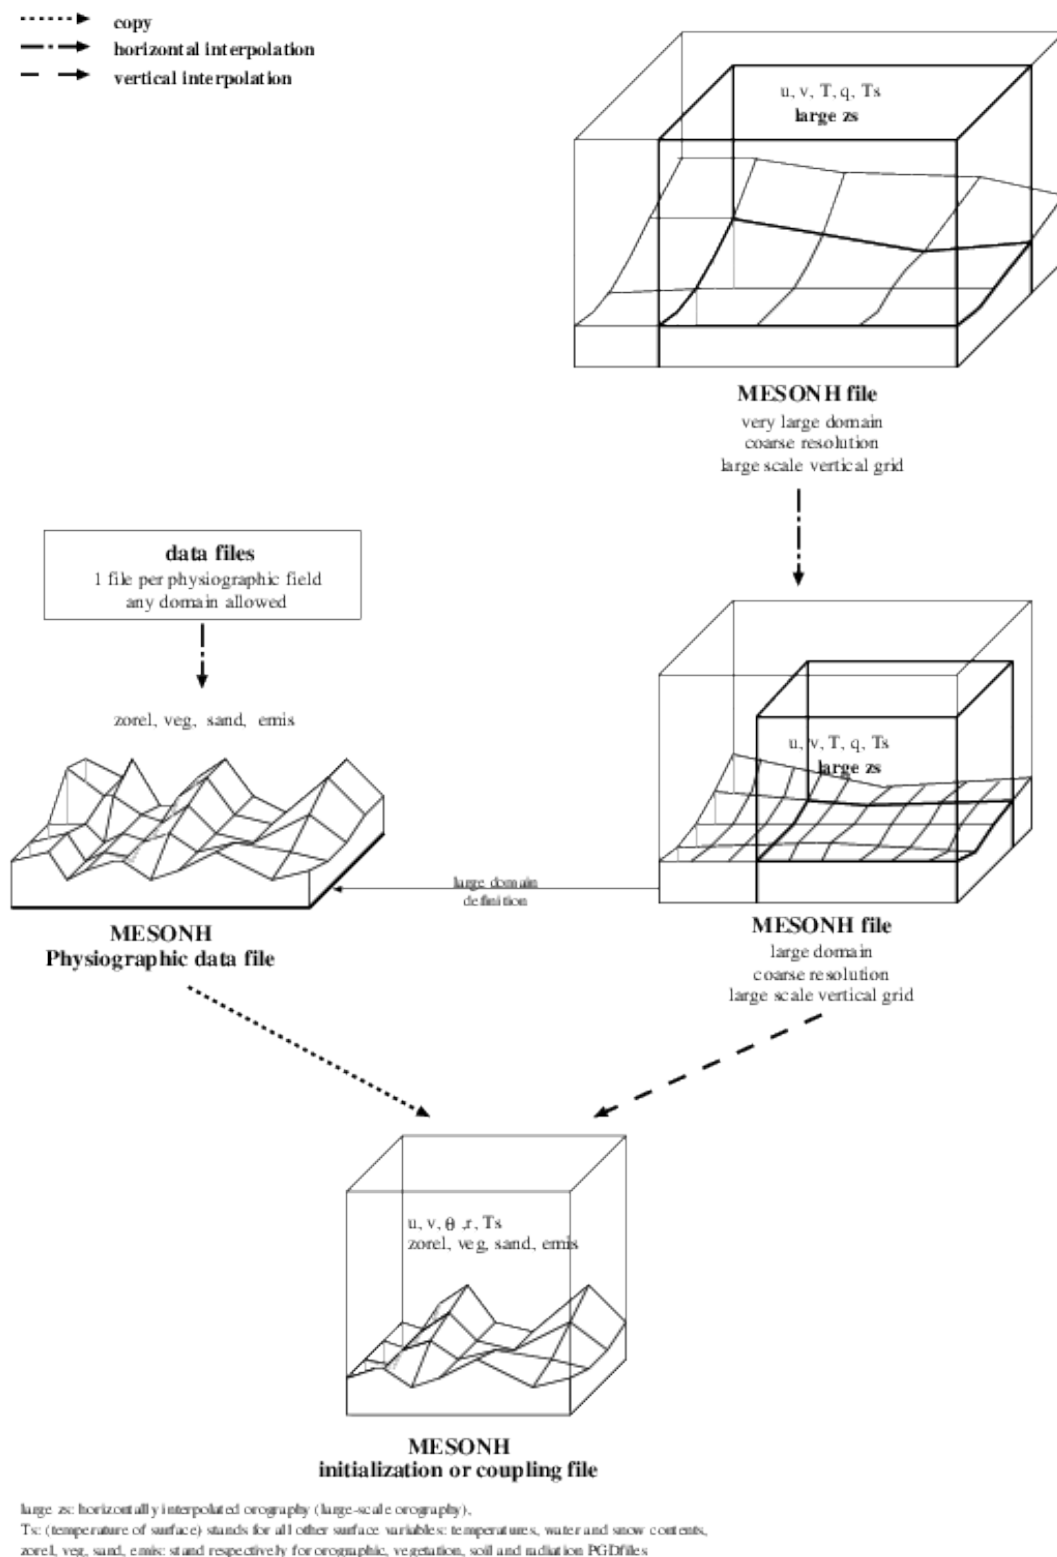 copy
horizontal interpolation
vertical interpolation
u, v, T, q, Ts
large zs
MESONH file
very large domain
coarse resolution
large scale vertical grid
data files
1 file per physiographic field
any domain allowed
zorel, veg, sand, emis
u, v, T, q, Ts
large zs
large domain
definition
MESONH
Physiographic data file
MESONH file
large domain
coarse resolution
large scale vertical grid
u, v, θ ,r, Ts
zorel, veg, sand, emis
MESONH
initialization or coupling file
large zs: horizontally interpolated orography (large-scale orography),
Ts: (temperature of surface) stands for all other surface variables: temperatures, water and snow contents,
zorel, veg, sand, emis: stand respectively for orographic, vegetation, soil and radiation PGDfiles